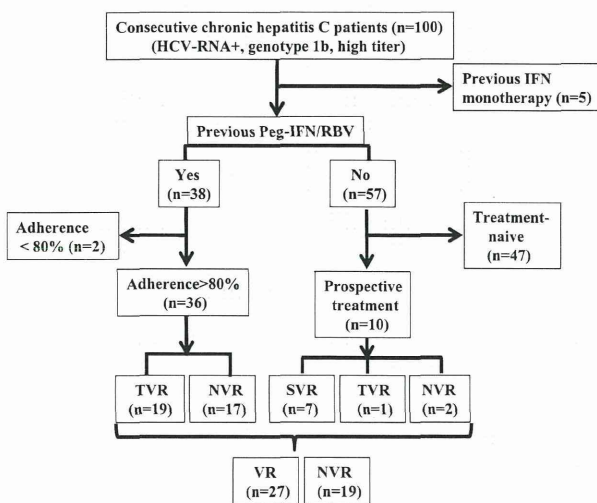 Consecutive chronic hepatitis C patients (n=100)
(HCV-RNA+, genotype 1b, high titer)
Previous IFN
monotherapy (n=5)
Previous Peg-IFN/RBV
Yes
(n=38)
No
(n=57)
Adherence
< 80% (n=2)
Treatment-
naive
(n=47)
Adherence>80%
(n=36)
Prospective
treatment
(n=10)
TVR
(n=19)
NVR
(n=17)
SVR
(n=7)
TVR
(n=1)
NVR
(n=2)
VR
(n=27)
NVR
(n=19)